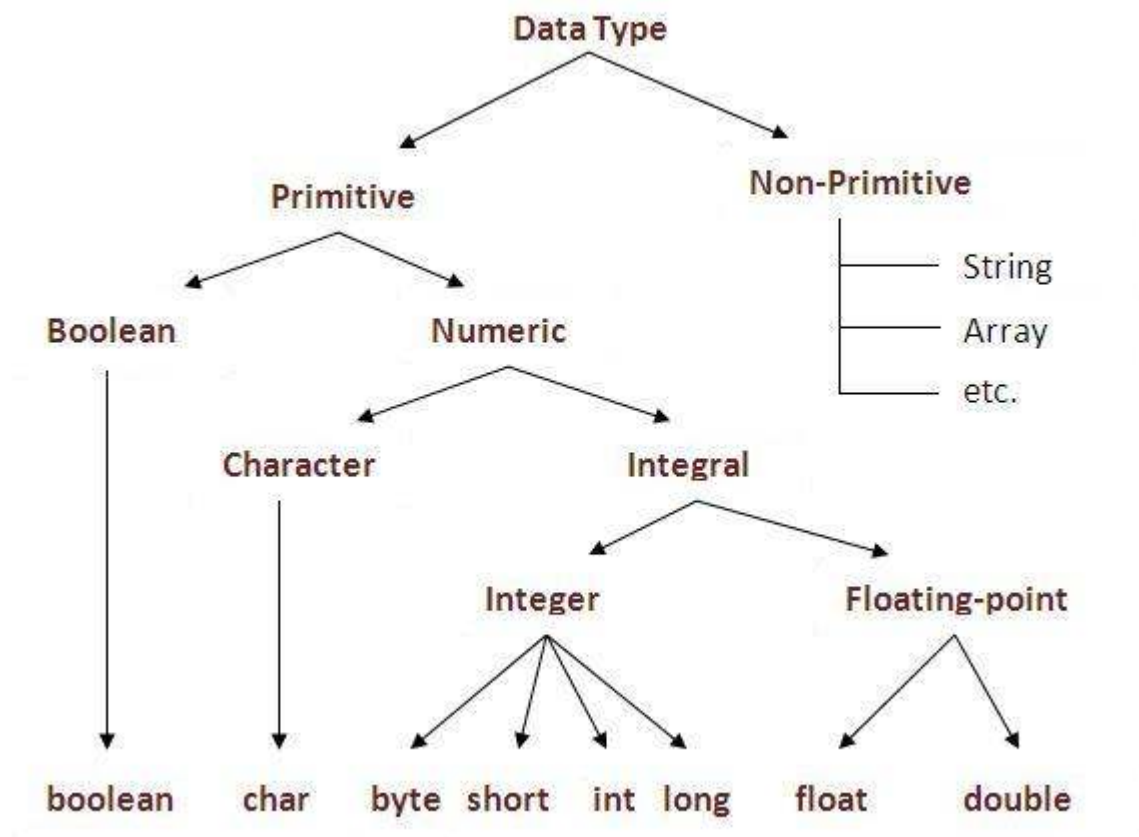 Data Type
Primitive
Non-Primitive
String
Array
etc.
Boolean
Numeric
Character
Integral
Integer
Floating-point
boolean
char
byte
short
int
long
float
double